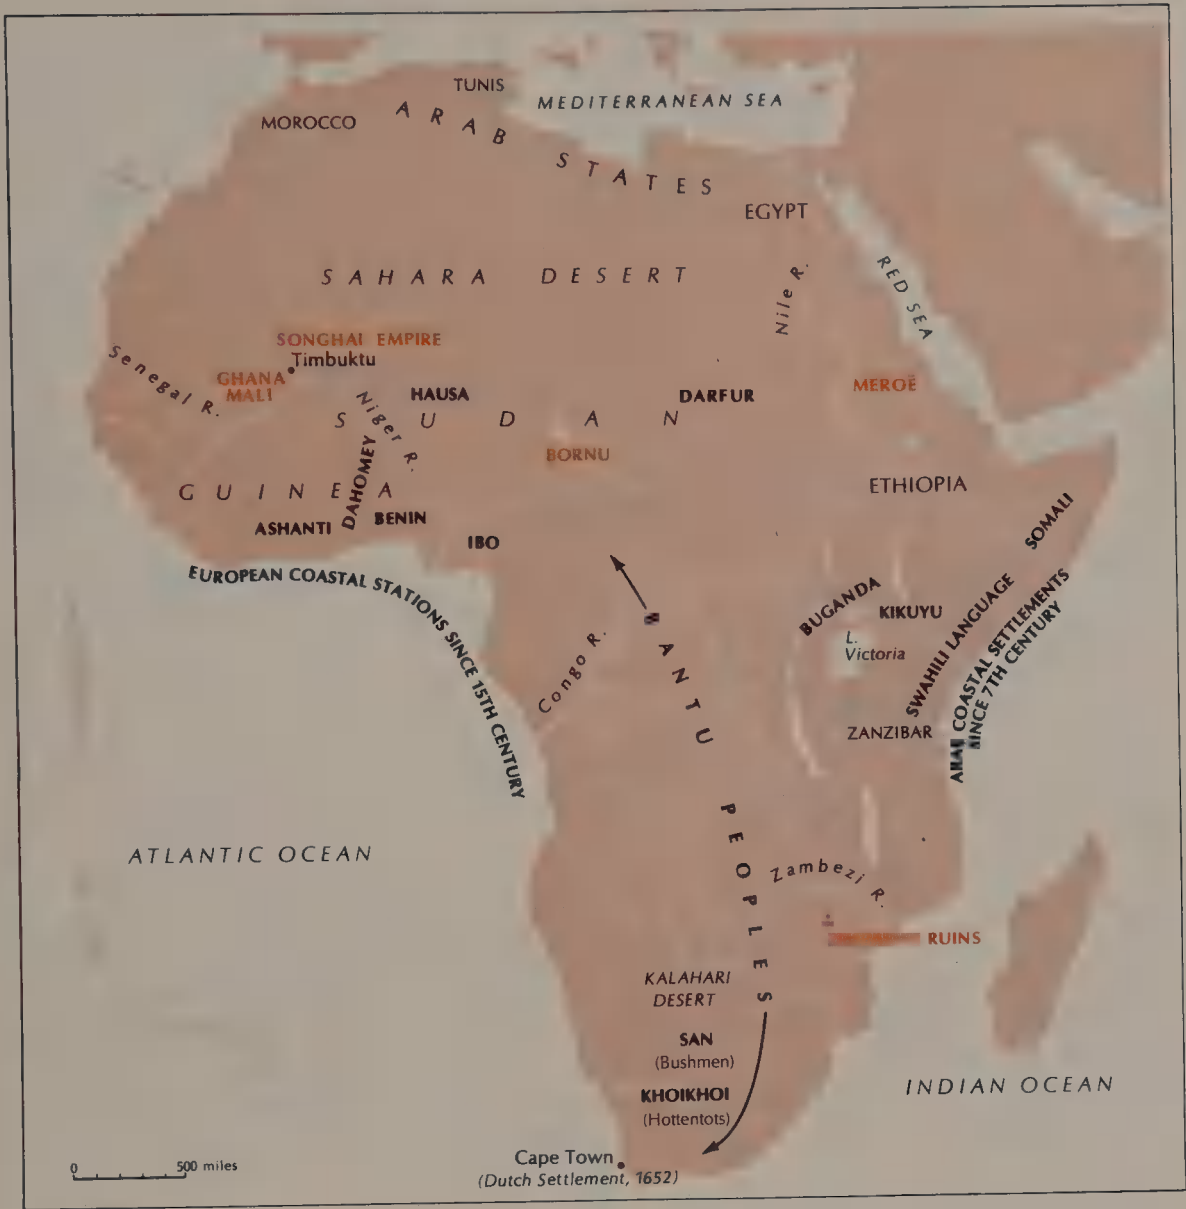 TUNIS
MEDITERRANEAN SEA
MOROCCO
ARAB STATES
EGYPT
SAHARA DESERT
Nile R.
RED SEA
SONGHAI EMPIRE
Timbuktu
Senegal R.
GHANA
MALI
Niger R.
HAUSA
DARFUR
MEROË
SUDAN
BORNU
GUINEA
DAHOMEY
ETHIOPIA
ASHANTI
BENIN
IBO
SOMALI
EUROPEAN COASTAL STATIONS SINCE 15TH CENTURY
BUGANDA
KIKUYU
L.
Victoria
SWAHILI LANGUAGE
COASTAL SETTLEMENTS
SINCE 7TH CENTURY
Congo R.
PEOPLES
ZANZIBAR
ATLANTIC OCEAN
Zambezi R.
RUINS
KALAHARI
DESERT
SAN
(Bushmen)
KHOIKHOI
(Hottentots)
INDIAN OCEAN
Cape Town
(Dutch Settlement, 1652)
0 500 miles